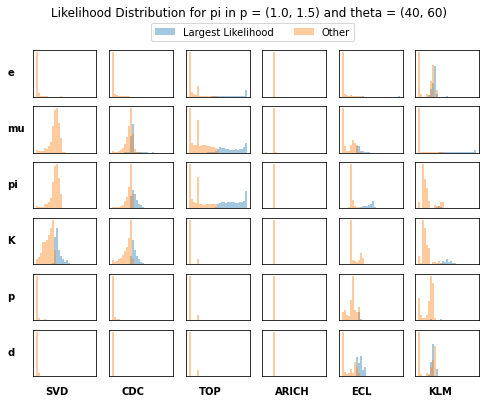 Likelihood Distribution for pi in p = (1.0, 1.5) and theta = (40, 60)
Largest Likelihood Other
e
mu
pi
K
p
d
SVD CDC TOP ARICH ECL KLM